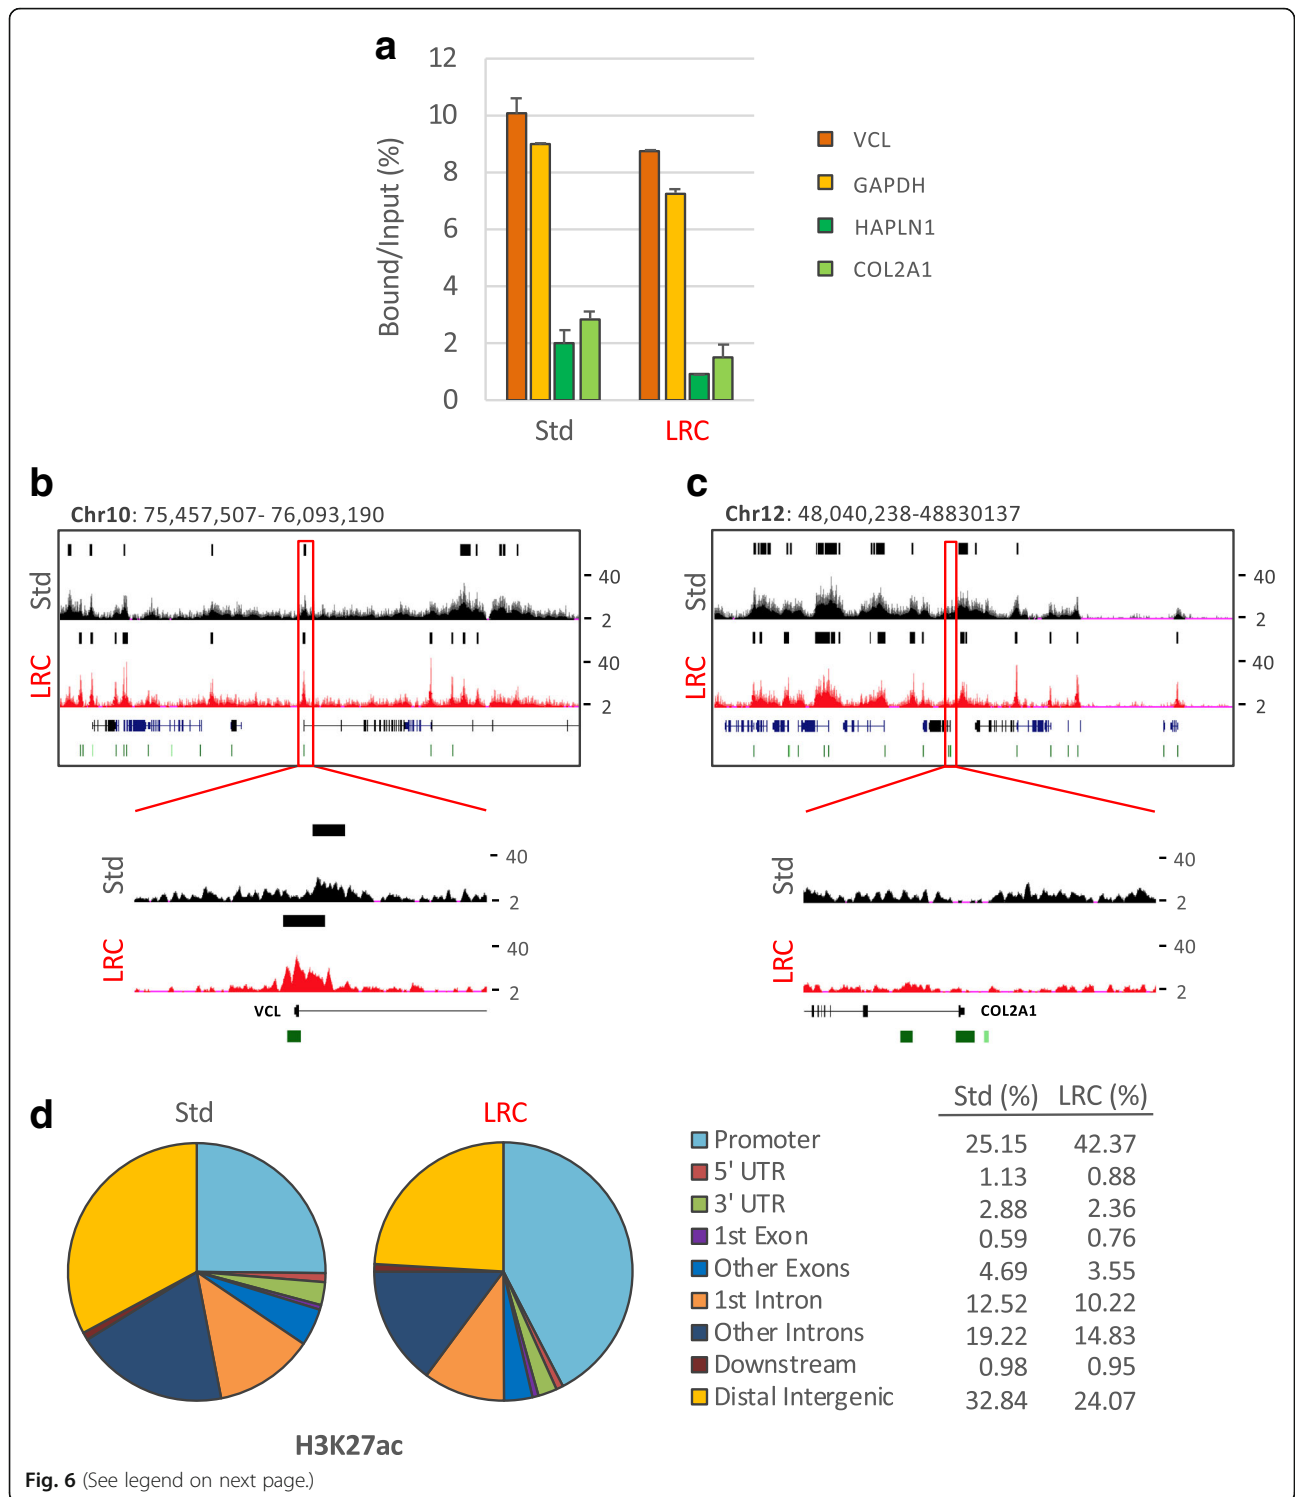 a
12
10
8
6
4
2
0
Bound/Input (%)
Std
LRC
VCL
GAPDH
HAPLN1
COL2A1
b
Chr10: 75,457,507- 76,093,190
Std
40
2
LRC
40
2
Std
40
2
LRC
40
2
VCL
c
Chr12: 48,040,238-48830137
Std
40
2
LRC
40
2
Std
40
2
LRC
40
2
COL2A1
d
Std
LRC
H3K27ac
Std (%) LRC (%)
Promoter 25.15 42.37
5' UTR 1.13 0.88
3' UTR 2.88 2.36
1st Exon 0.59 0.76
Other Exons 4.69 3.55
1st Intron 12.52 10.22
Other Introns 19.22 14.83
Downstream 0.98 0.95
Distal Intergenic 32.84 24.07
Fig. 6 (See legend on next page.)